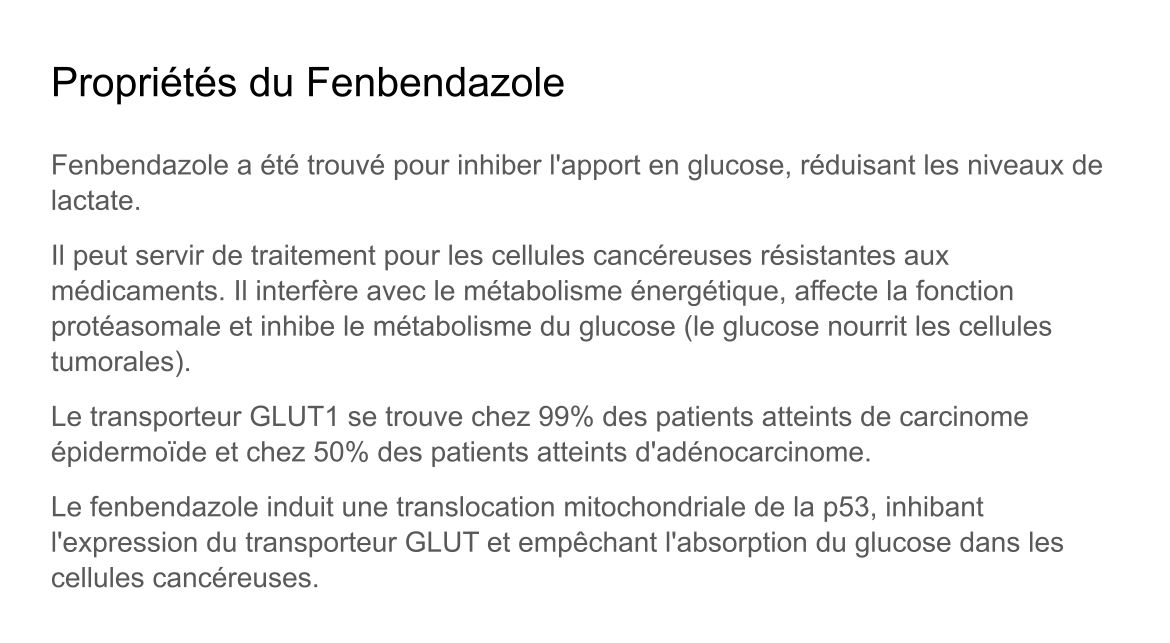 Propriétés du Fenbendazole
Fenbendazole a été trouvé pour inhiber l'apport en glucose, réduisant les niveaux de
lactate.
Il peut servir de traitement pour les cellules cancéreuses résistantes aux
médicaments. Il interfère avec le métabolisme énergétique, affecte la fonction
protéasomale et inhibe le métabolisme du glucose (le glucose nourrit les cellules
tumorales).
Le transporteur GLUT1 se trouve chez 99% des patients atteints de carcinome
épidermoïde et chez 50% des patients atteints d'adénocarcinome.
Le fenbendazole induit une translocation mitochondriale de la p53, inhibant
l'expression du transporteur GLUT et empêchant l'absorption du glucose dans les
cellules cancéreuses.